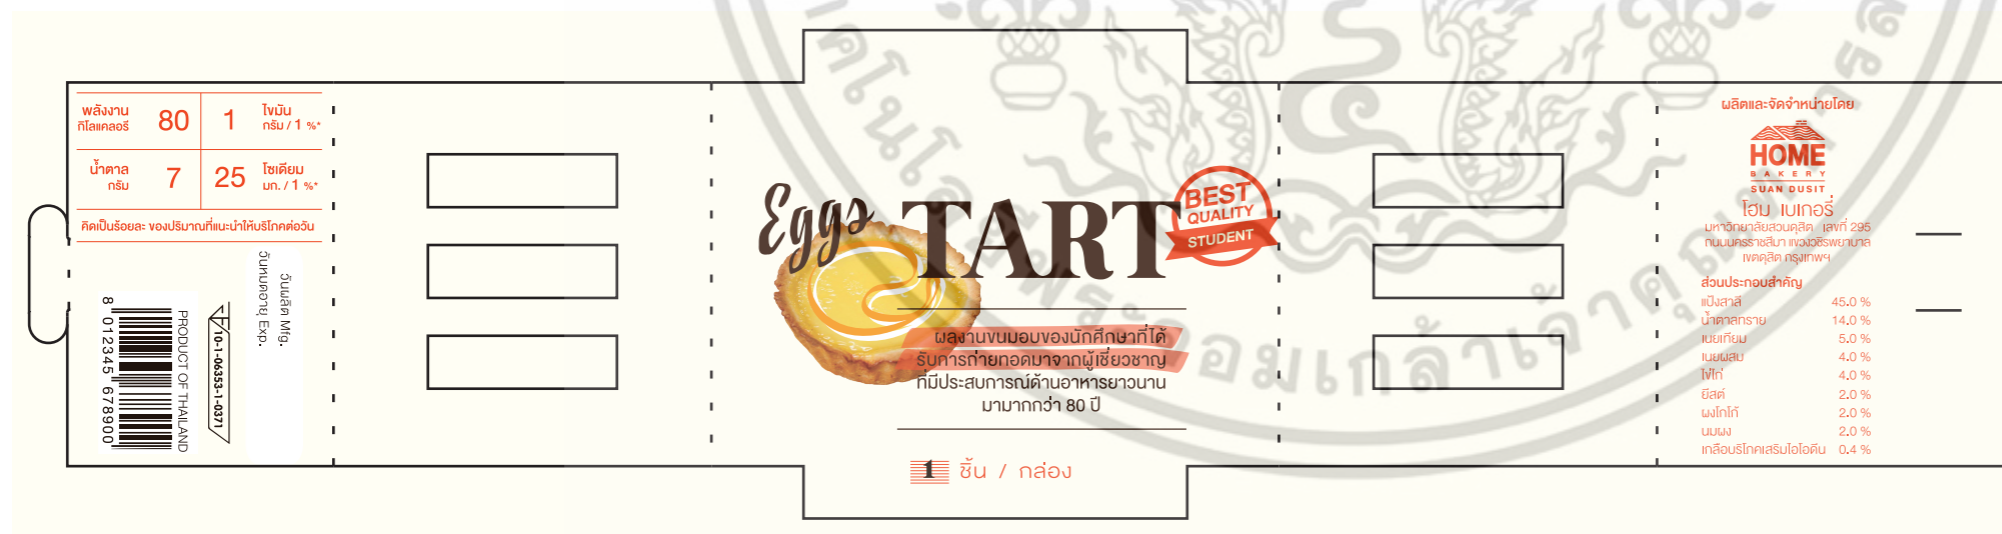 พลังงาน
กิโลแคลอรี
80
1
ไขมัน
กรัม / 1 %*
น้ำตาล
กรัม
7
25
โซเดียม
มก. / 1 %*
คิดเป็นร้อยละ ของปริมาณที่แนะนำให้บริโภคต่อวัน
วันผลิต Mfg.
วันหมดอายุ Exp.
10-1-06353-1-0371
PRODUCT OF THAILAND
8 012345 678900
Eggs TART
BEST
QUALITY
STUDENT
ผลงานขนมอบของนักศึกษาที่ได้
รับการถ่ายทอดมาจากผู้เชี่ยวชาญ
ที่มีประสบการณ์ด้านอาหารยาวนาน
มามากกว่า 80 ปี
1 ชิ้น / กล่อง
ผลิตและจัดจำหน่ายโดย
HOME
BAKERY
SUAN DUSIT
โฮม เบเกอรี่
มหาวิทยาลัยสวนดุสิต เลขที่ 295
ถนนนครราชสีมา แขวงวชิรพยาบาล
เขตดุสิต กรุงเทพฯ
ส่วนประกอบสำคัญ
แป้งสาลี 45.0 %
น้ำตาลทราย 14.0 %
เนยเทียม 5.0 %
เนยผสม 4.0 %
ไข่ไก่ 4.0 %
ยีสต์ 2.0 %
ผงโกโก้ 2.0 %
นมผง 2.0 %
เกลือบริโภคเสริมไอโอดีน 0.4 %